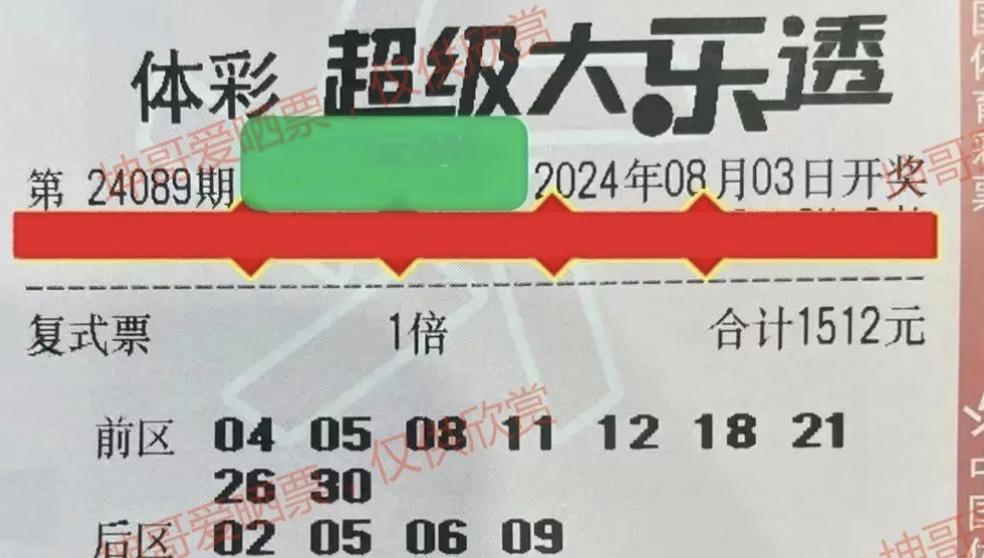 体彩 超级大乐透
第 24089期 2024年08月03日开奖
复式票 1倍 合计1512元
前区 04 05 08 11 12 18 21
26 30
后区 02 05 06 09
坤哥爱晒票,仅供欣赏
坤哥爱晒票,仅供欣赏